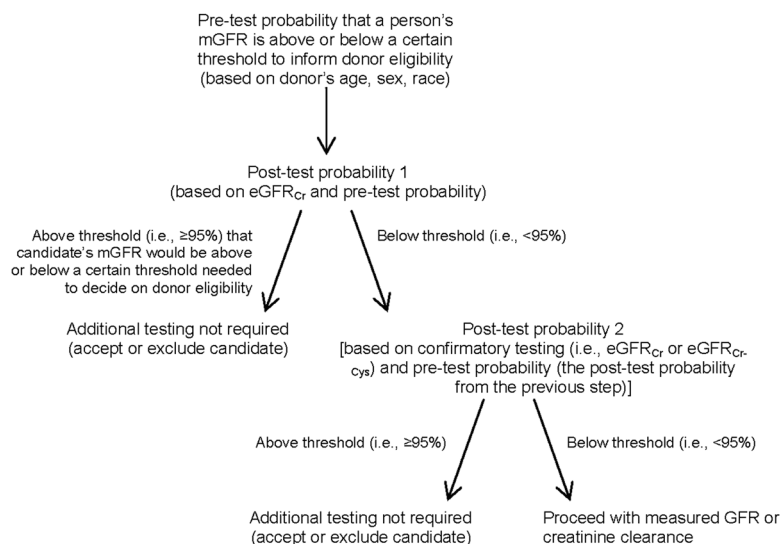 Pre-test probability that a person's
mGFR is above or below a certain
threshold to inform donor eligibility
(based on donor's age, sex, race)
Post-test probability 1
(based on eGFRCr and pre-test probability)
Above threshold (i.e., ≥95%) that
candidate's mGFR would be above
or below a certain threshold needed
to decide on donor eligibility
Below threshold (i.e., <95%)
Additional testing not required
(accept or exclude candidate)
Post-test probability 2
[based on confirmatory testing (i.e., eGFRCr or eGFRCr-
Cys) and pre-test probability (the post-test probability
from the previous step)]
Above threshold (i.e., ≥95%)
Below threshold (i.e., <95%)
Additional testing not required
(accept or exclude candidate)
Proceed with measured GFR or
creatinine clearance